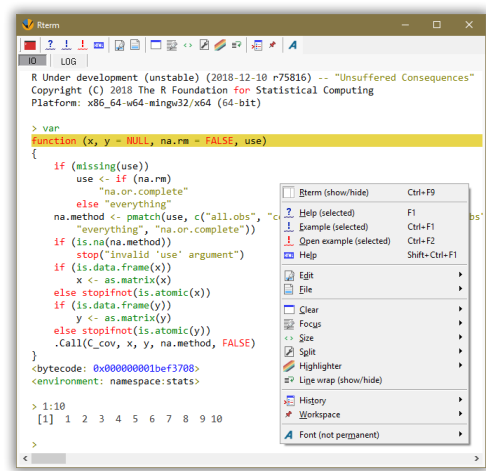 Rterm
IO LOG
R Under development (unstable) (2018-12-10 r75816) -- "Unsuffered Consequences"
Copyright (C) 2018 The R Foundation for Statistical Computing
Platform: x86_64-w64-mingw32/x64 (64-bit)
> var
function (x, y = NULL, na.rm = FALSE, use)
{
    if (missing(use))
        use <- if (na.rm)
            "na.or.complete"
        else "everything"
    na.method <- pmatch(use, c("all.obs", "co bs"
        "everything", "na.or.complete"))
    if (is.na(na.method))
        stop("invalid 'use' argument")
    if (is.data.frame(x))
        x <- as.matrix(x)
    else stopifnot(is.atomic(x))
    if (is.data.frame(y))
        y <- as.matrix(y)
    else stopifnot(is.atomic(y))
    .Call(C_cov, x, y, na.method, FALSE)
}
<bytecode: 0x000000001bef3708>
<environment: namespace:stats>
> 1:10
 [1]  1  2  3  4  5  6  7  8  9 10
>
Rterm (show/hide) Ctrl+F9
Help (selected) F1
Example (selected) Ctrl+F1
Open example (selected) Ctrl+F2
Help Shift+Ctrl+F1
Edit
File
Clear
Focus
Size
Split
Highlighter
Line wrap (show/hide)
History
Workspace
Font (not permanent)